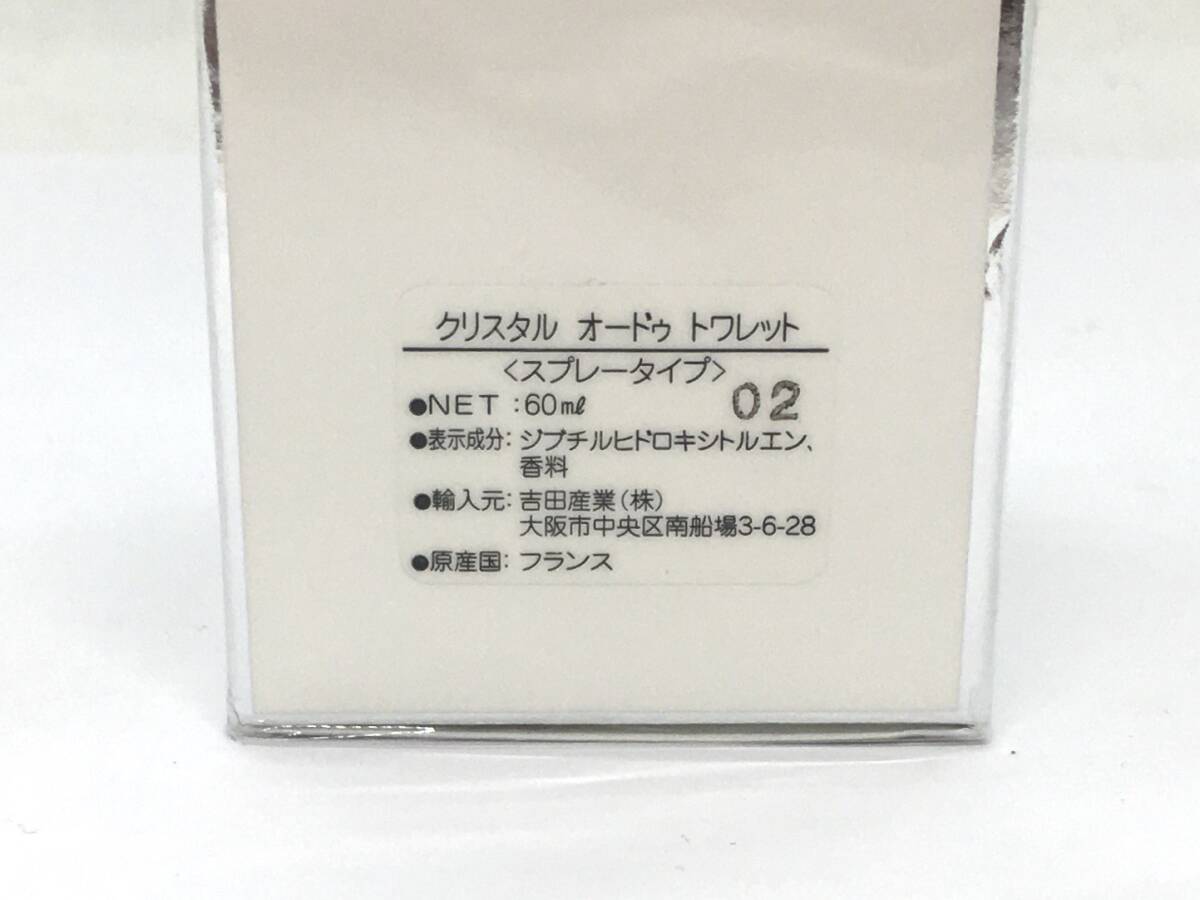 クリスタル オードゥ トワレット
〈スプレータイプ〉
●NET :60㎖ 02
●表示成分: ジブチルヒドロキシトルエン、
香料
●輸入元: 吉田産業(株)
大阪市中央区南船場3-6-28
●原産国: フランス